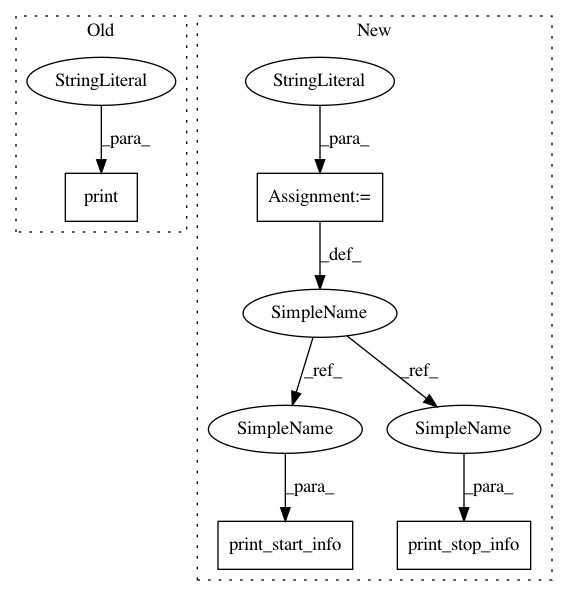 Old
New
StringLiteral
StringLiteral
_para_
_para_
print
Assignment:=
_def_
SimpleName
_ref_
_ref_
SimpleName
SimpleName
_para_
_para_
print_start_info
print_stop_info